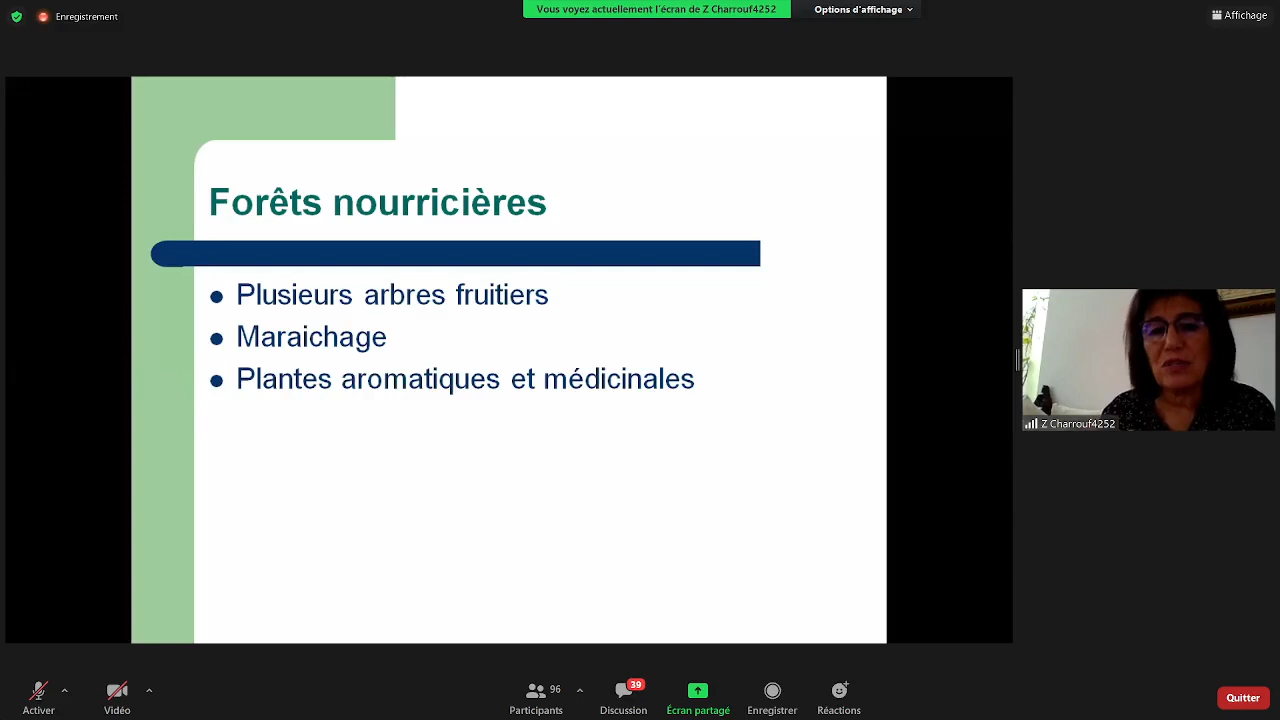 Enregistrement
Vous voyez actuellement l'écran de Z Charrouf4252
Options d'affichage
Affichage
Forêts nourricières
Plusieurs arbres fruitiers
Maraichage
Plantes aromatiques et médicinales
Z Charrouf4252
Activer
Vidéo
96
Participants
39
Discussion
Écran partagé
Enregistrer
Réactions
Quitter